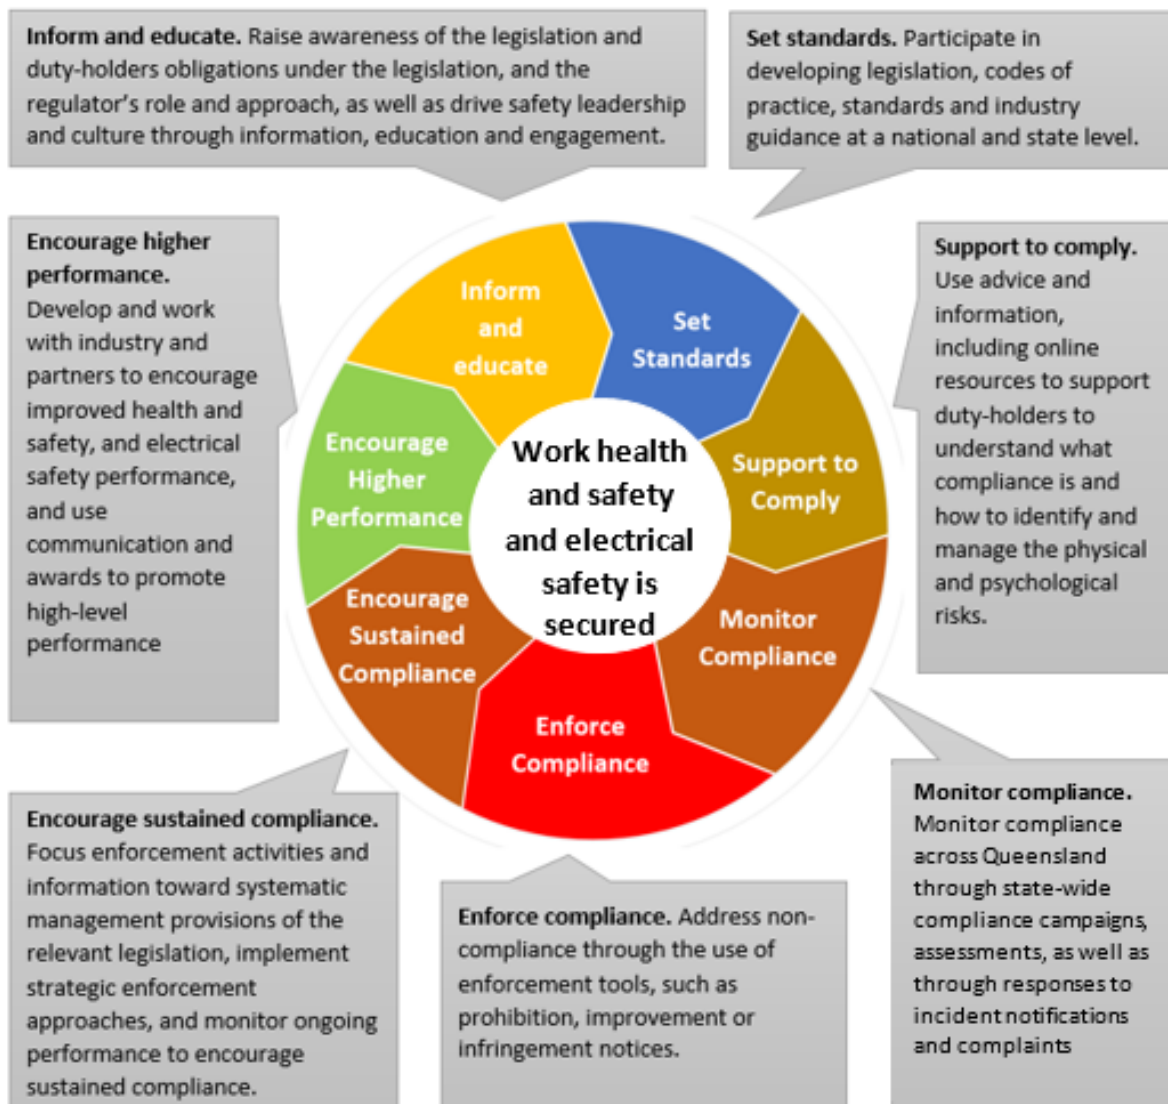 Inform and educate. Raise awareness of the legislation and
duty-holders obligations under the legislation, and the
regulator's role and approach, as well as drive safety leadership
and culture through information, education and engagement.
Set standards. Participate in
developing legislation, codes of
practice, standards and industry
guidance at a national and state level.
Encourage higher
performance.
Develop and work
with industry and
partners to encourage
improved health and
safety, and electrical
safety performance,
and use
communication and
awards to promote
high-level
performance
Inform
and
educate
Set
Standards
Support to
Comply
Monitor
Compliance
Enforce
Compliance
Encourage
Sustained
Compliance
Encourage
Higher
Performance
Work health
and safety
and electrical
safety is
secured
Support to comply.
Use advice and
information,
including online
resources to support
duty-holders to
understand what
compliance is and
how to identify and
manage the physical
and psychological
risks.
Encourage sustained compliance.
Focus enforcement activities and
information toward systematic
management provisions of the
relevant legislation, implement
strategic enforcement
approaches, and monitor ongoing
performance to encourage
sustained compliance.
Enforce compliance. Address non-
compliance through the use of
enforcement tools, such as
prohibition, improvement or
infringement notices.
Monitor compliance.
Monitor compliance
across Queensland
through state-wide
compliance campaigns,
assessments, as well as
through responses to
incident notifications
and complaints